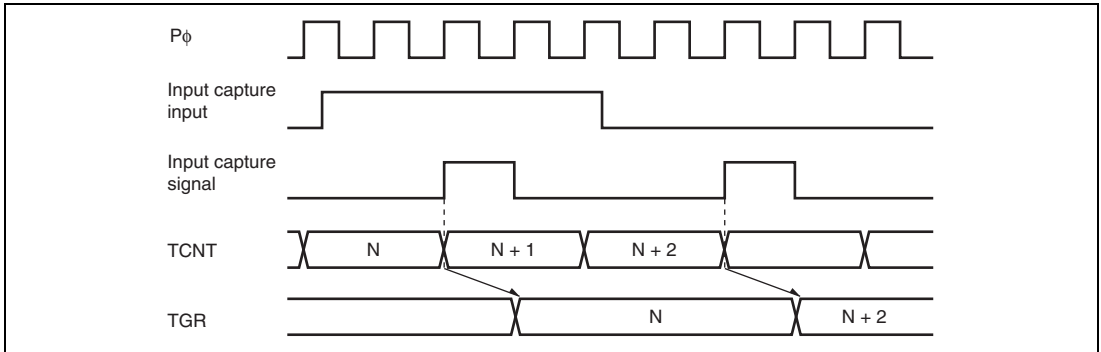 Pϕ
Input capture
input
Input capture
signal
TCNT
N
N + 1
N + 2
TGR
N
N + 2